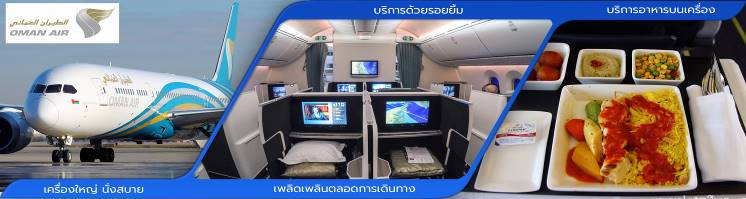 الطيران العماني
OMAN AIR
บริการด้วยรอยยิ้ม
บริการอาหารบนเครื่อง
OMAN AIR
เครื่องใหญ่ นั่งสบาย
เพลิดเพลินตลอดการเดินทาง